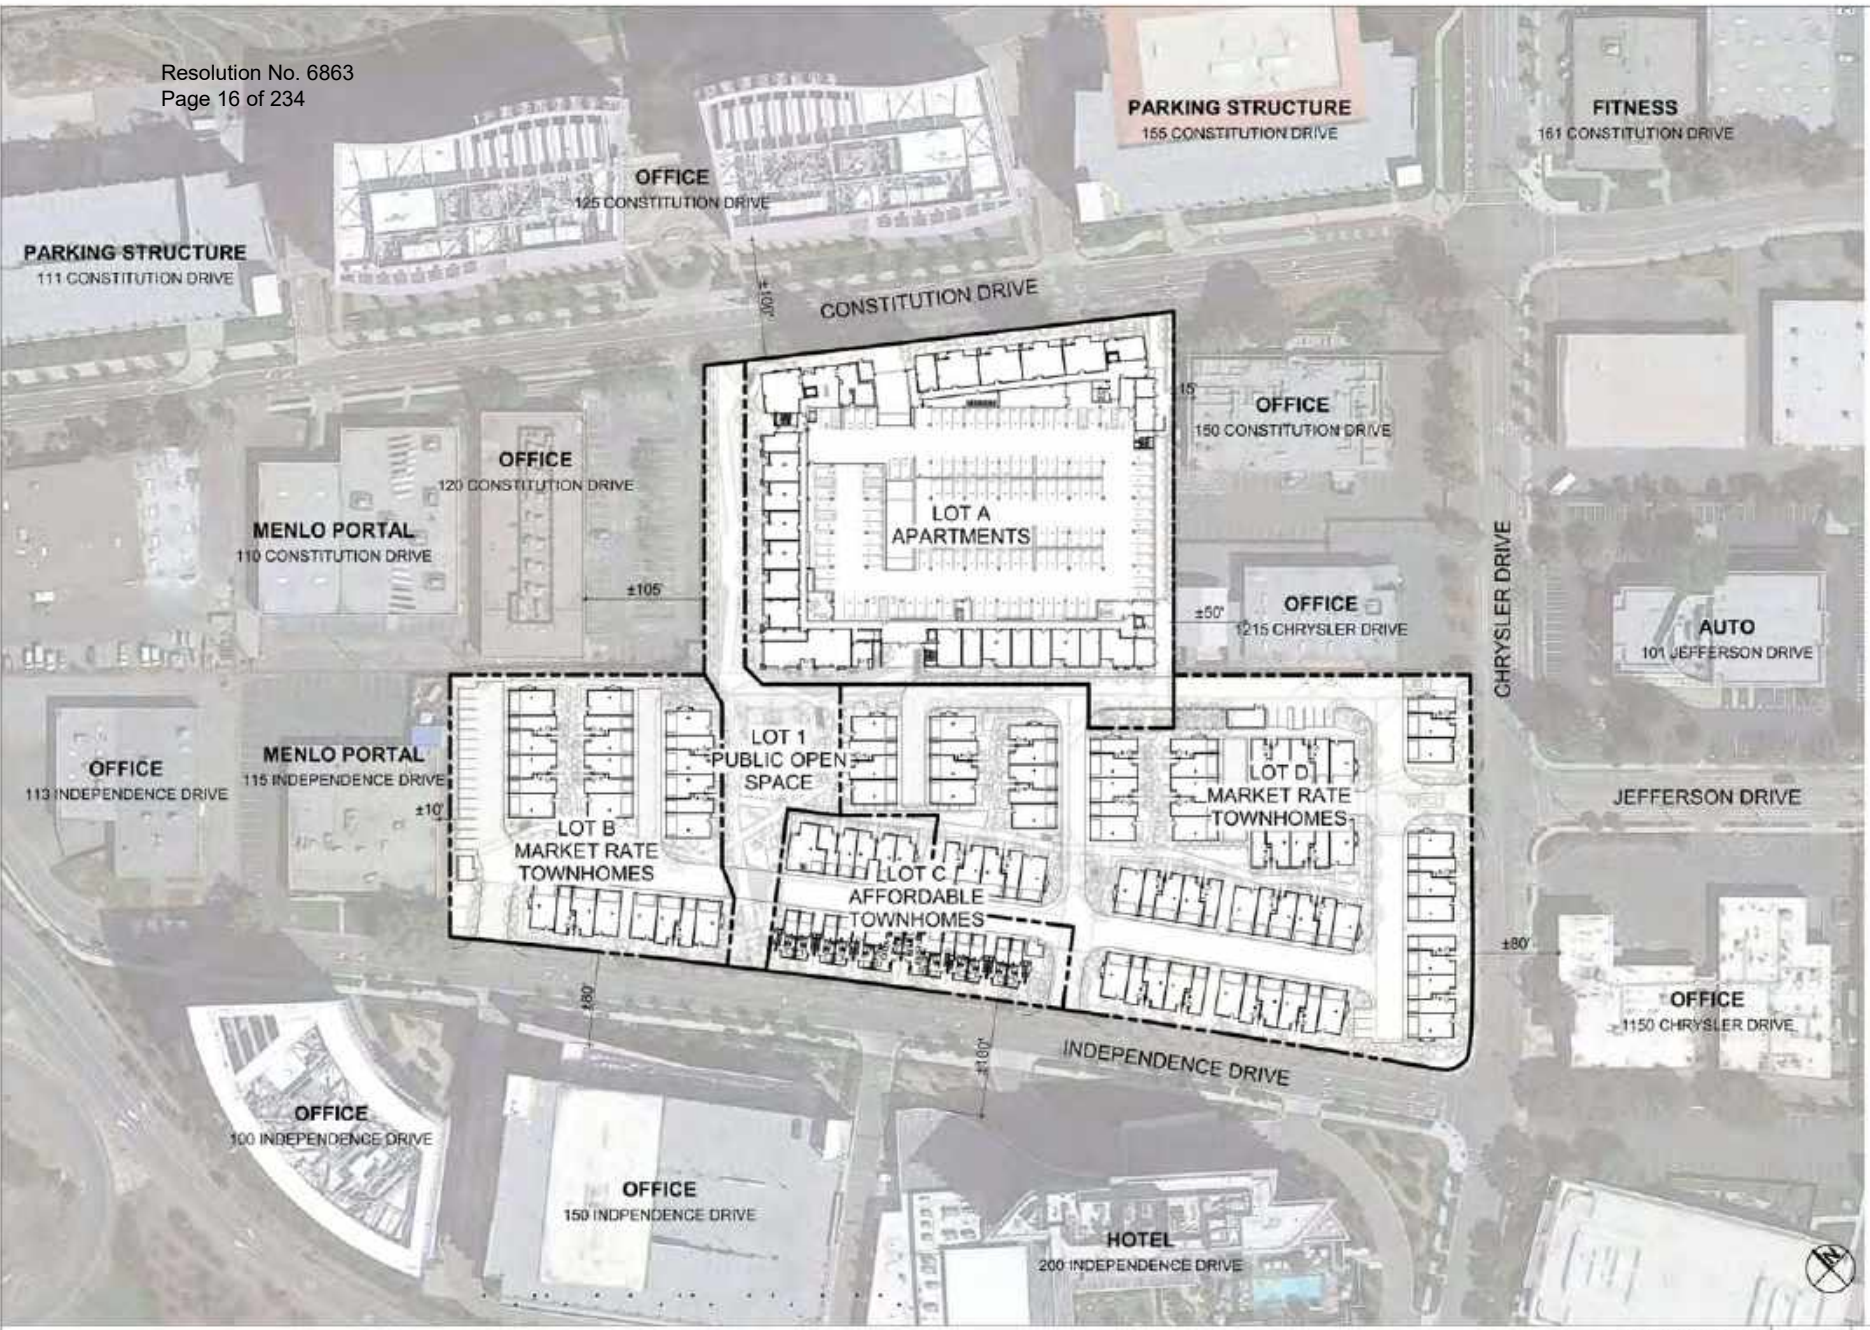 Resolution No. 6863
Page 16 of 234
PARKING STRUCTURE
155 CONSTITUTION DRIVE
FITNESS
161 CONSTITUTION DRIVE
OFFICE
125 CONSTITUTION DRIVE
PARKING STRUCTURE
111 CONSTITUTION DRIVE
±100'
CONSTITUTION DRIVE
15'
OFFICE
150 CONSTITUTION DRIVE
OFFICE
120 CONSTITUTION DRIVE
MENLO PORTAL
110 CONSTITUTION DRIVE
LOT A
APARTMENTS
±105'
±50'
OFFICE
1215 CHRYSLER DRIVE
CHRYSLER DRIVE
AUTO
101 JEFFERSON DRIVE
OFFICE
113 INDEPENDENCE DRIVE
MENLO PORTAL
115 INDEPENDENCE DRIVE
±10'
LOT 1
PUBLIC OPEN
SPACE
LOT D
MARKET RATE
TOWNHOMES
JEFFERSON DRIVE
LOT B
MARKET RATE
TOWNHOMES
LOT C
AFFORDABLE
TOWNHOMES
±80'
OFFICE
1150 CHRYSLER DRIVE
±80'
±160'
INDEPENDENCE DRIVE
OFFICE
100 INDEPENDENCE DRIVE
OFFICE
150 INDPENDENCE DRIVE
HOTEL
200 INDEPENDENCE DRIVE
N